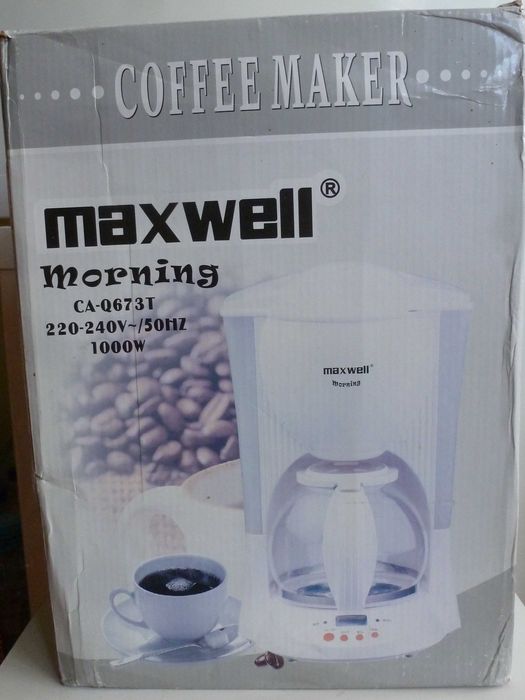 COFFEE MAKER
maxwell®
morning
CA-Q673T
220-240V~/50HZ
1000W
maxwell®
morning